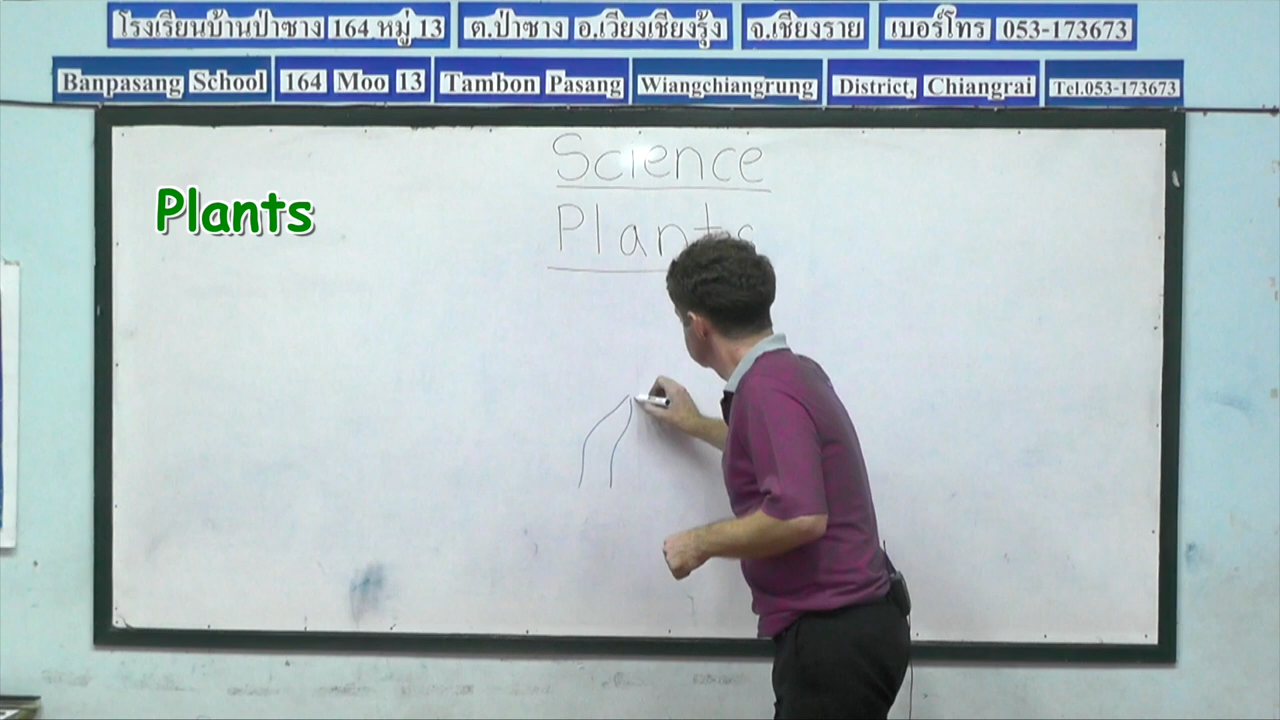 โรงเรียนบ้านป่าซาง 164 หมู่ 13 ต.ป่าซาง อ.เวียงเชียงรุ้ง จ.เชียงราย เบอร์โทร 053-173673
Banpasang School 164 Moo 13 Tambon Pasang Wiangchiangrung District, Chiangrai Tel.053-173673
Science
Plants
Plants